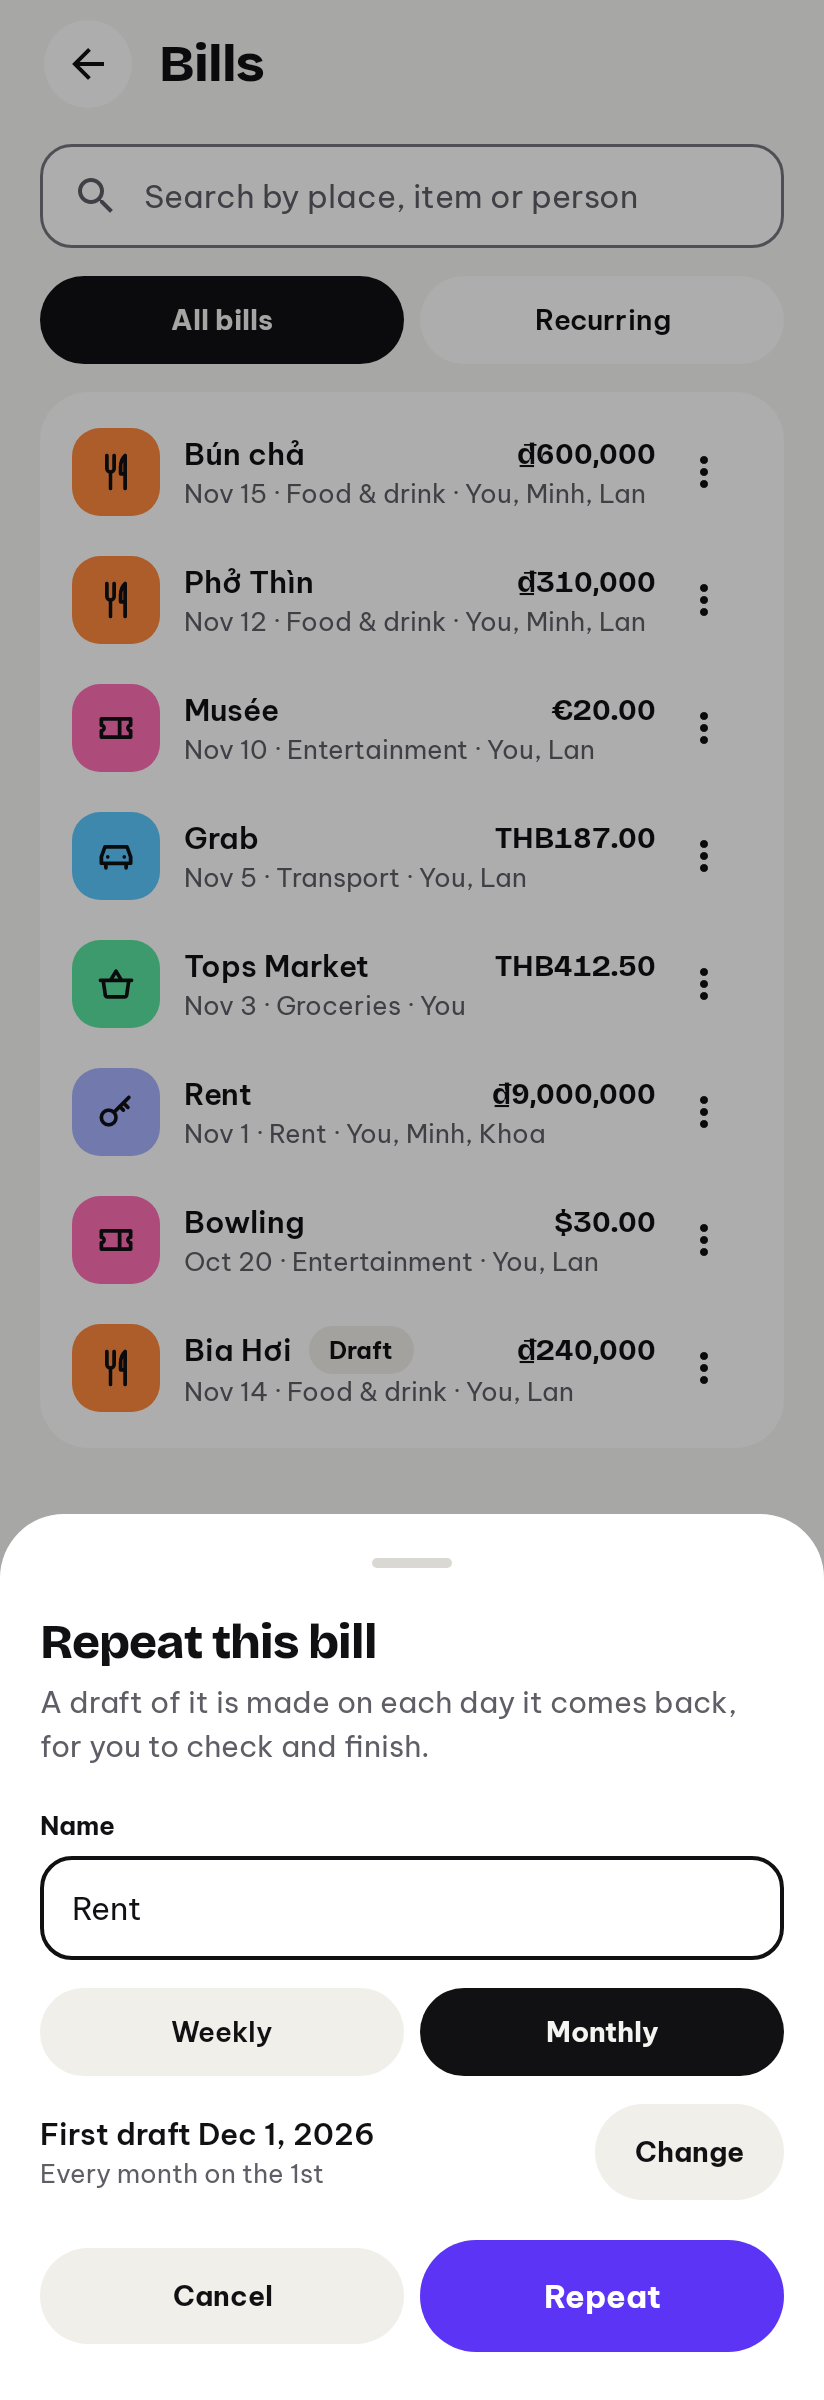 Bills
Search by place, item or person
All bills
Recurring
Bún chả
₫600,000
Nov 15 · Food & drink · You, Minh, Lan
Phở Thìn
₫310,000
Nov 12 · Food & drink · You, Minh, Lan
Musée
€20.00
Nov 10 · Entertainment · You, Lan
Grab
THB187.00
Nov 5 · Transport · You, Lan
Tops Market
THB412.50
Nov 3 · Groceries · You
Rent
₫9,000,000
Nov 1 · Rent · You, Minh, Khoa
Bowling
$30.00
Oct 20 · Entertainment · You, Lan
Bia Hơi
Draft
₫240,000
Nov 14 · Food & drink · You, Lan
Repeat this bill
A draft of it is made on each day it comes back,
for you to check and finish.
Name
Rent
Weekly
Monthly
First draft Dec 1, 2026
Every month on the 1st
Change
Cancel
Repeat